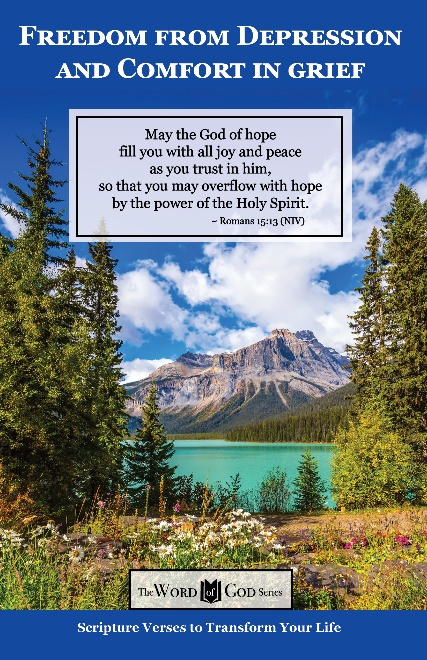 Freedom from Depression
and Comfort in grief
May the God of hope
fill you with all joy and peace
as you trust in him,
so that you may overflow with hope
by the power of the Holy Spirit.
~ Romans 15:13 (NIV)
The Word of God Series
Scripture Verses to Transform Your Life